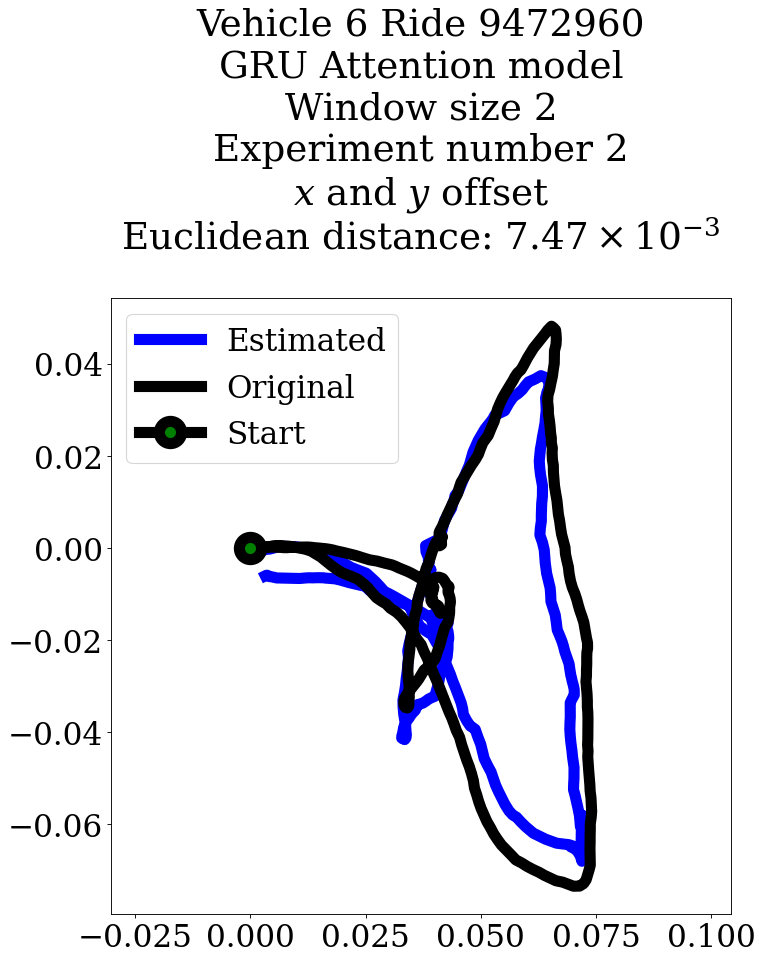 Vehicle 6 Ride 9472960
GRU Attention model
Window size 2
Experiment number 2
x and y offset
Euclidean distance: 7.47 × 10⁻³
Estimated
Original
Start
0.04
0.02
0.00
−0.02
−0.04
−0.06
−0.025 0.000 0.025 0.050 0.075 0.100